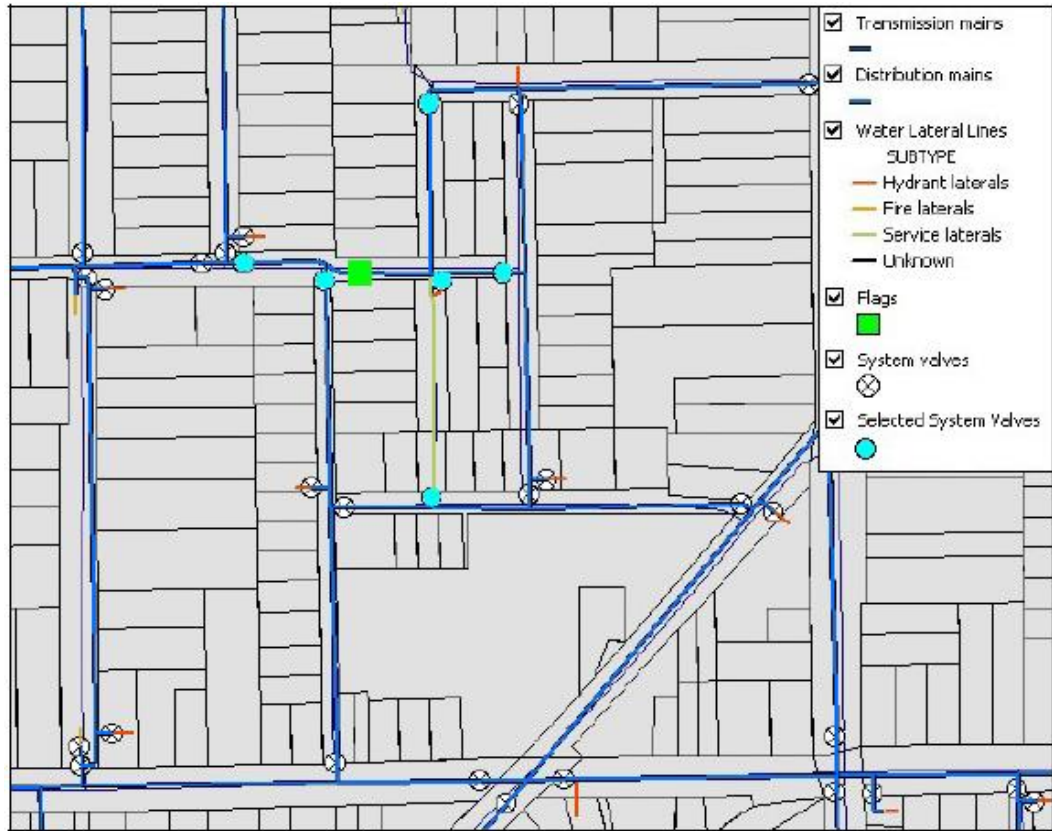 Transmission mains
Distribution mains
Water Lateral Lines
SUBTYPE
Hydrant laterals
Fire laterals
Service laterals
Unknown
Flags
System valves
Selected System Valves